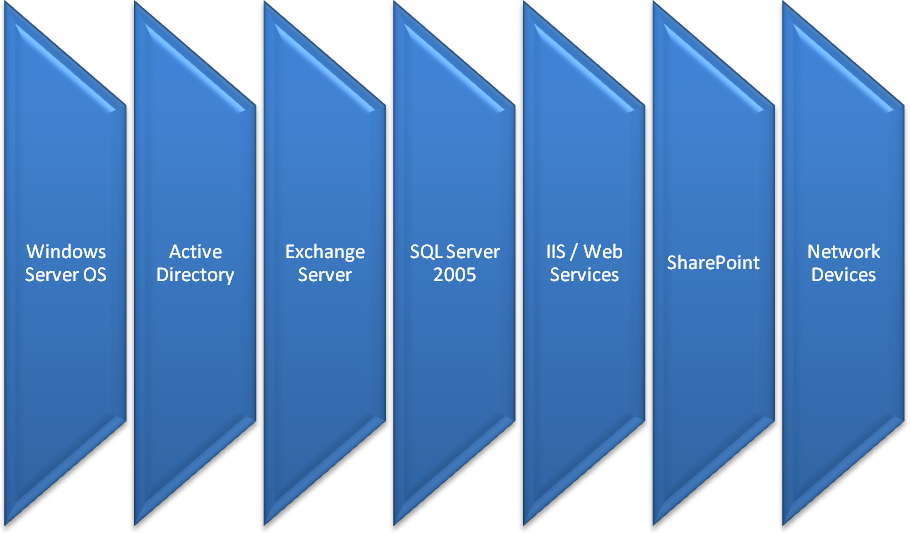 Windows
Server OS
Active
Directory
Exchange
Server
SQL Server
2005
IIS / Web
Services
SharePoint
Network
Devices